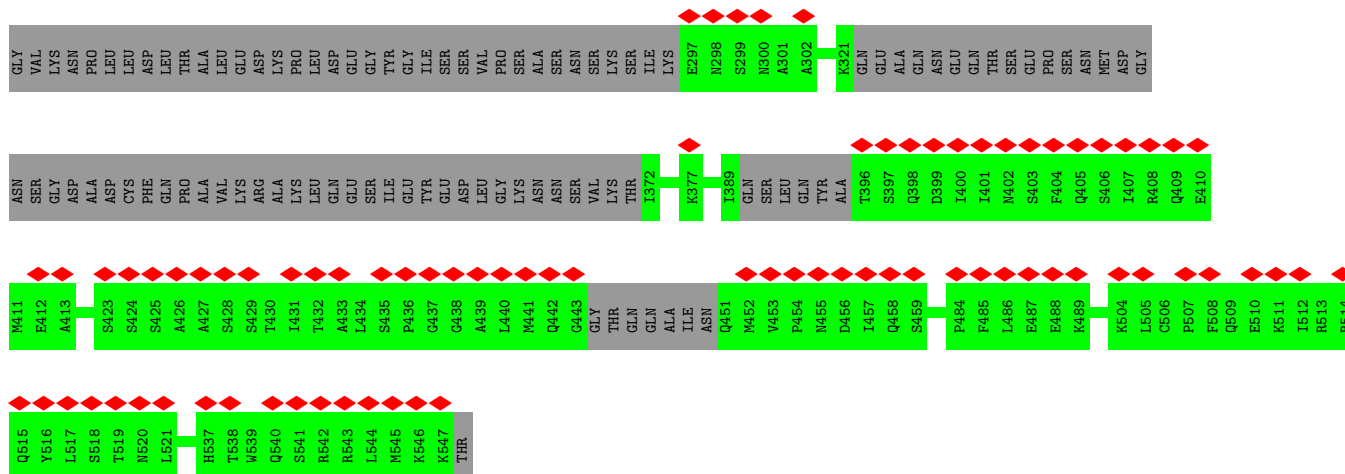 GLY VAL LYS ASN PRO LEU LEU ASP LEU THR ALA LEU GLU ASP LYS PRO LEU ASP GLU GLY TYR GLY ILE SER SER VAL PRO SER ALA SER ASN SER LYS SER ILE LYS E297 N298 S299 N300 A301 A302 K321 GLN GLU ALA GLN ASN GLU GLN THR SER GLU PRO SER ASN MET ASP GLY
ASN SER GLY ASP ALA ASP CYS PHE GLN PRO ALA VAL LYS ARG ALA LYS LEU GLN GLU SER ILE GLU TYR GLU ASP LEU GLY LYS ASN ASN SER VAL LYS THR I372 K377 I389 GLN SER LEU GLN TYR ALA T396 S397 Q398 D399 I400 I401 N402 S403 F404 Q405 S406 I407 R408 Q409 E410
M411 E412 A413 S423 S424 S425 A426 A427 S428 S429 T430 I431 T432 A433 L434 S435 P436 G437 G438 A439 L440 M441 Q442 G443 GLY THR GLN GLN ALA ILE ASN Q451 M452 V453 P454 N455 D456 I457 Q458 S459 P484 F485 L486 E487 E488 K489 K504 L505 C506 P507 F508 Q509 E510 K511 I512 R513
Q515 Y516 L517 S518 T519 N520 L521 H537 T538 W539 Q540 S541 R542 R543 L544 M545 K546 K547 THR